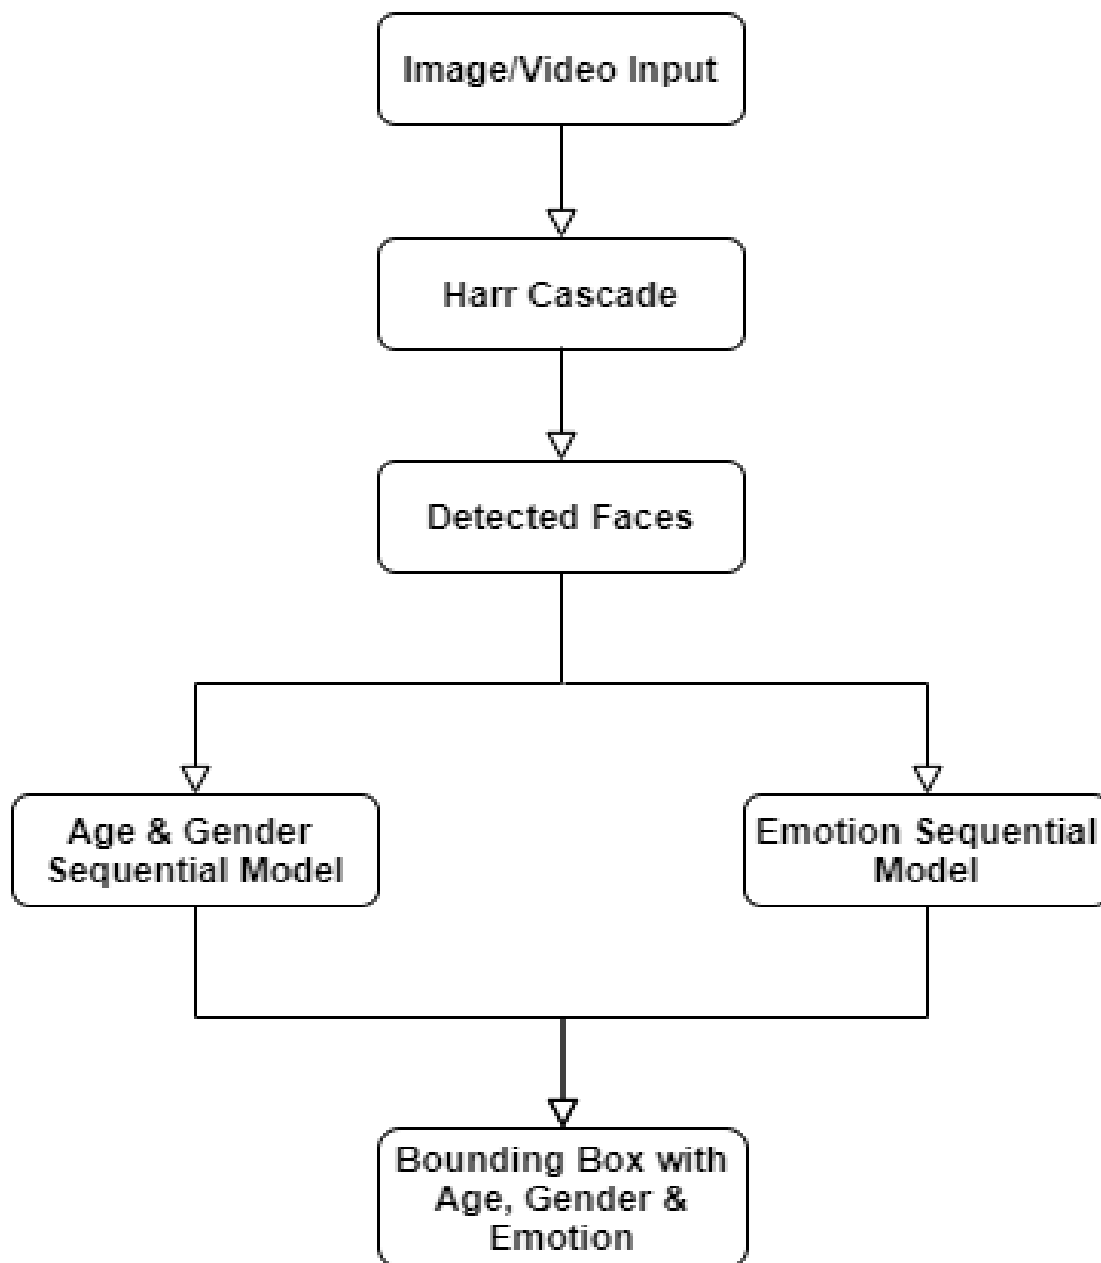 Image/Video Input
Harr Cascade
Detected Faces
Age & Gender
Sequential Model
Emotion Sequential
Model
Bounding Box with
Age, Gender &
Emotion